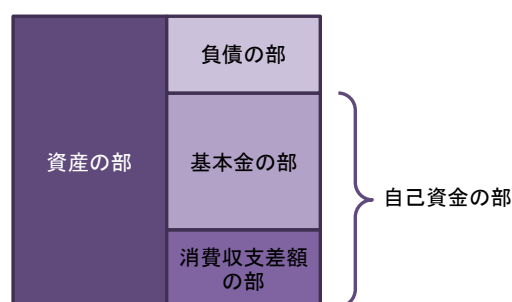 負債の部
資産の部
基本金の部
自己資金の部
消費収支差額
の部